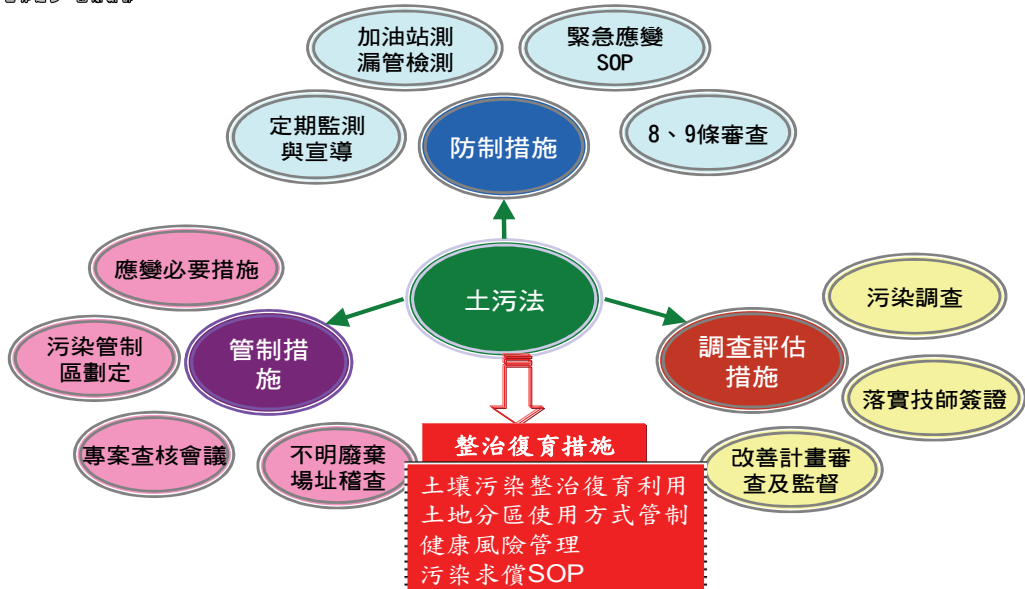 加油站測
漏管檢測
緊急應變
SOP
定期監測
與宣導
防制措施
8、9條審查
應變必要措施
土污法
污染調查
污染管制
區劃定
管制措
施
調查評估
措施
落實技師簽證
專案查核會議
不明廢棄
場址稽查
整治復育措施
改善計畫審
查及監督
土壤污染整治復育利用
土地分區使用方式管制
健康風險管理
污染求償SOP